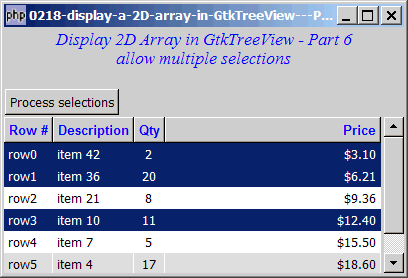 php 0218-display-a-2D-array-in-GtkTreeView---P...
Display 2D Array in GtkTreeView - Part 6
allow multiple selections
Process selections
Row # Description Qty Price
row0 item 42 2 $3.10
row1 item 36 20 $6.21
row2 item 21 8 $9.36
row3 item 10 11 $12.40
row4 item 7 5 $15.50
row5 item 4 17 $18.60